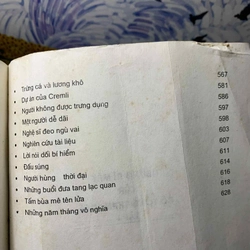 • Trứng cá và lương khô 567
• Dự án của Cremli 581
• Người không được trưng dụng 586
• Một người dễ dãi 597
• Nghệ sĩ đeo ngù vai 598
• Nghiên cứu tài liệu 603
• Lời nói dối bí hiểm 607
• Đấu súng 611
• Người hùng thời đại 614
• Những buổi đưa tang lạc quan 616
• Tấm bùa mê tên lửa 618
• Những năm tháng vô nghĩa 628